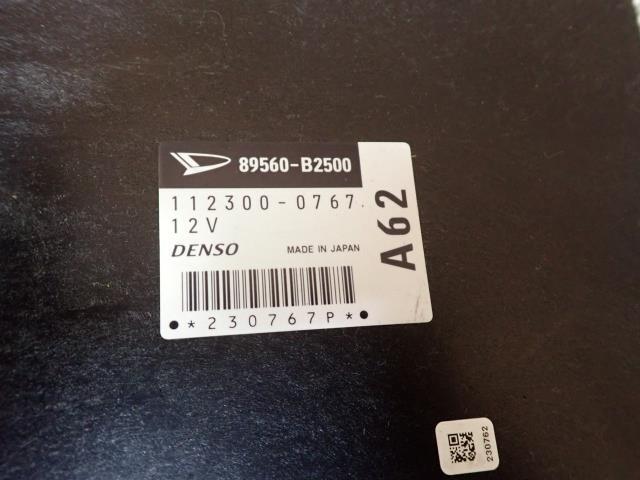 89560-B2500
112300-0767
12V
DENSO MADE IN JAPAN
A62
*230767P*
230762